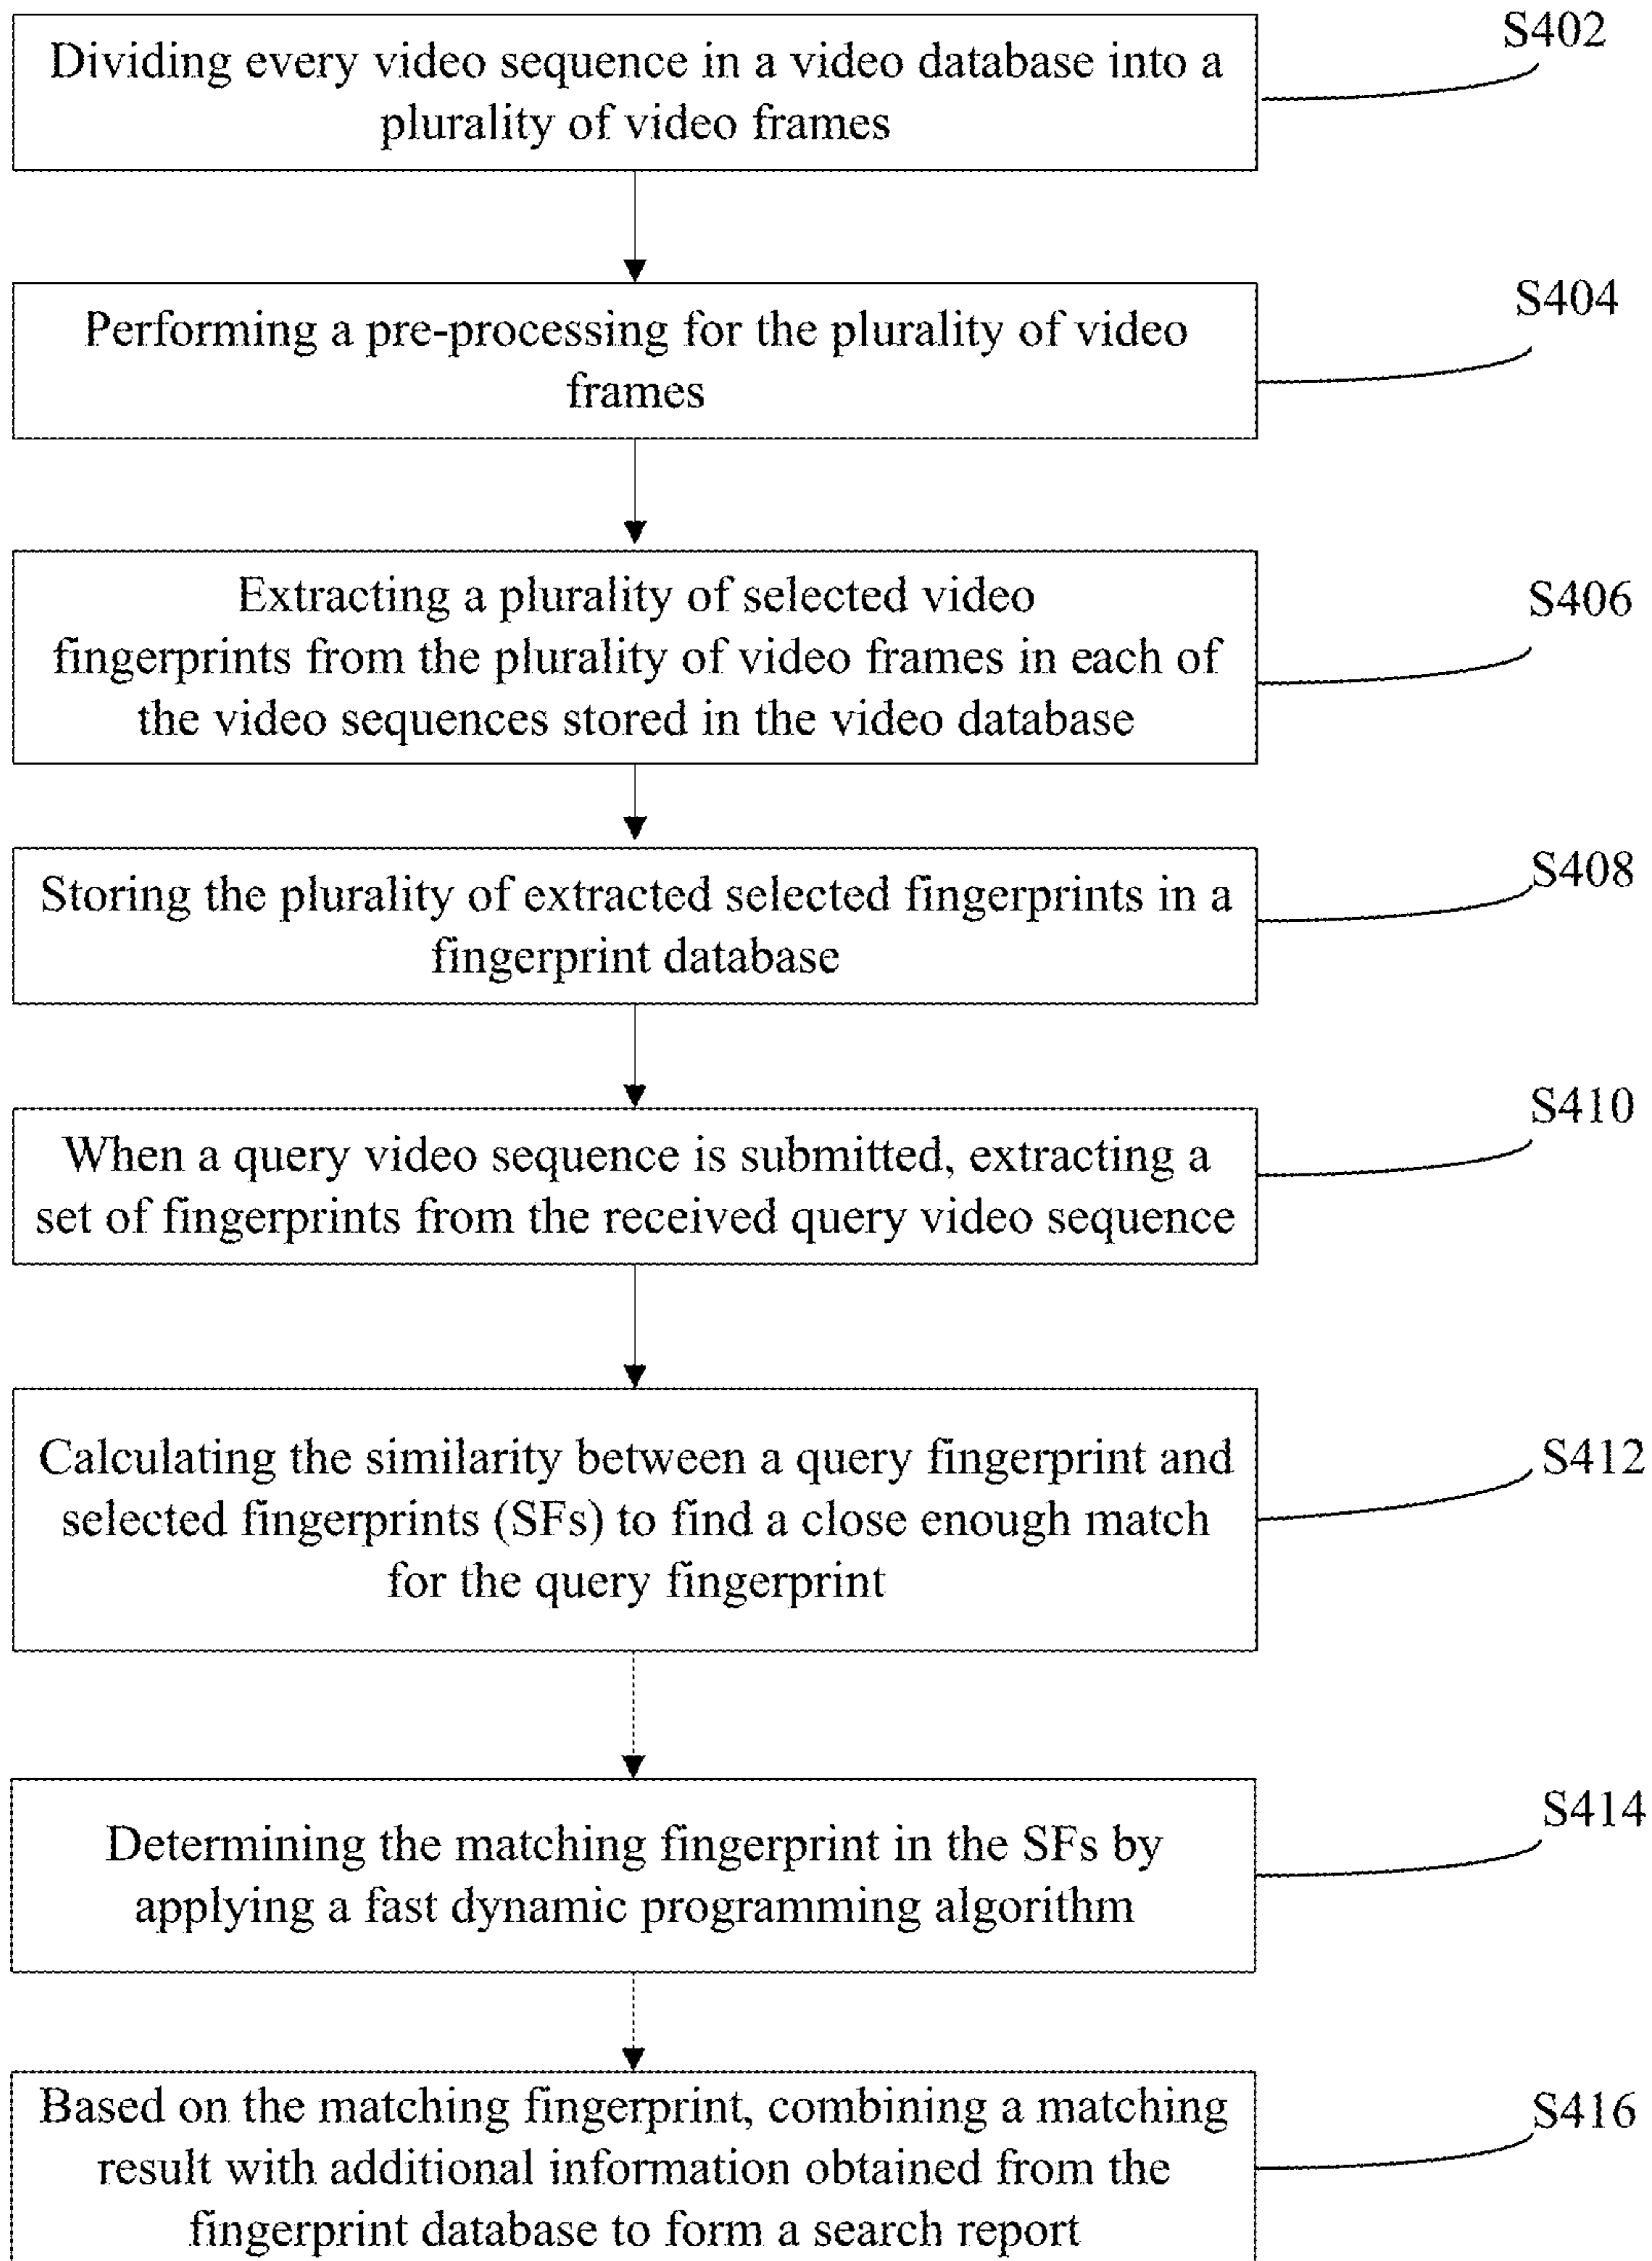 S402
Dividing every video sequence in a video database into a
plurality of video frames
S404
Performing a pre-processing for the plurality of video
frames
S406
Extracting a plurality of selected video
fingerprints from the plurality of video frames in each of
the video sequences stored in the video database
S408
Storing the plurality of extracted selected fingerprints in a
fingerprint database
S410
When a query video sequence is submitted, extracting a
set of fingerprints from the received query video sequence
S412
Calculating the similarity between a query fingerprint and
selected fingerprints (SFs) to find a close enough match
for the query fingerprint
S414
Determining the matching fingerprint in the SFs by
applying a fast dynamic programming algorithm
S416
Based on the matching fingerprint, combining a matching
result with additional information obtained from the
fingerprint database to form a search report